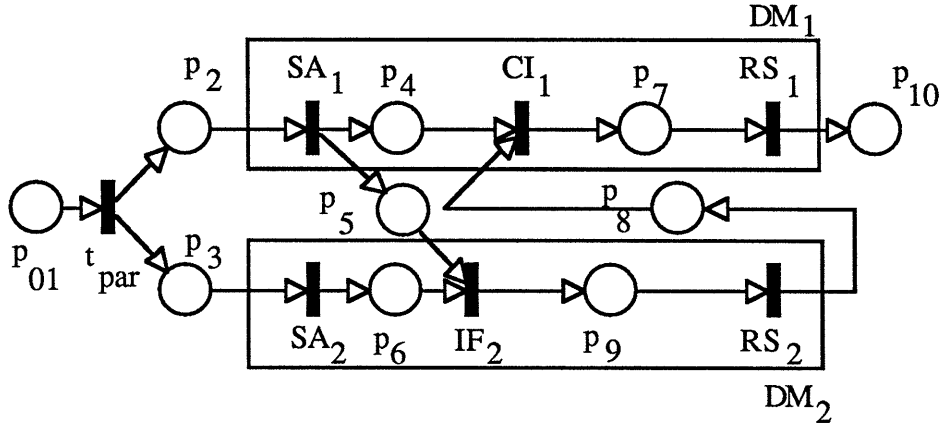 DM1
SA1 p4 CI1 p7 RS1
p2 p10
p5 p8
p01 tpar p3
SA2 p6 IF2 p9 RS2
DM2